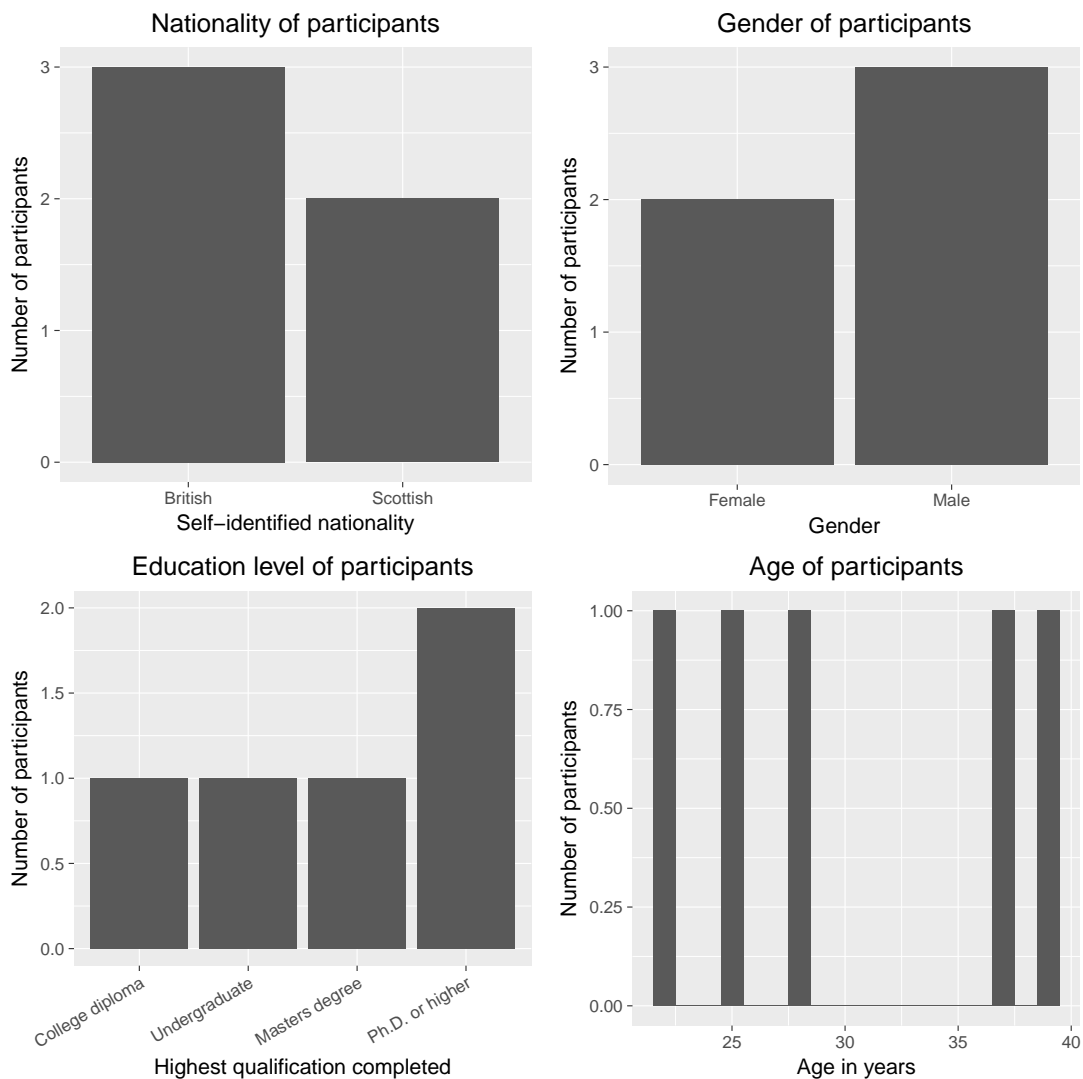 Nationality of participants
Number of participants
3
2
1
0
British Scottish
Self−identified nationality
Gender of participants
Number of participants
3
2
1
0
Female Male
Gender
Education level of participants
Number of participants
2.0
1.5
1.0
0.5
0.0
College diploma
Undergraduate
Masters degree
Ph.D. or higher
Highest qualification completed
Age of participants
Number of participants
1.00
0.75
0.50
0.25
0.00
25 30 35 40
Age in years